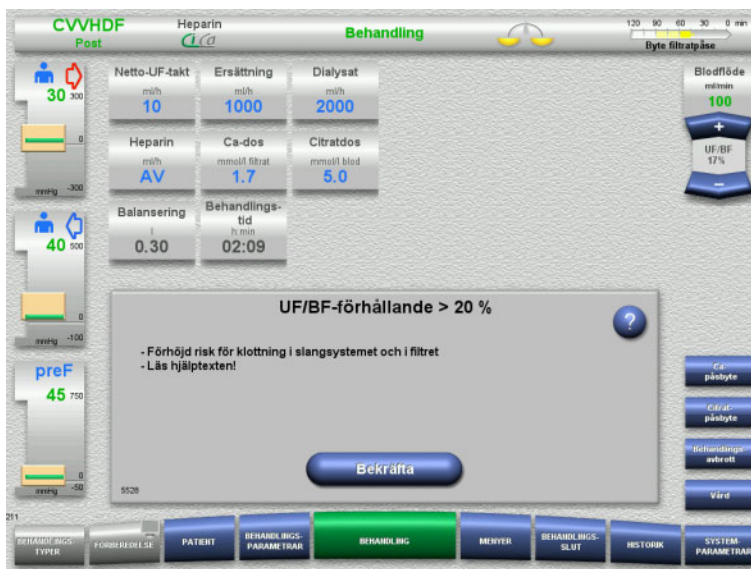 CVVHDF
Post
Heparin
CiCa
Behandling
120 90 60 30 0 min
Byte filtratpåse
30 300
0
mmHg -300
40 500
0
mmHg -100
preF
45 750
0
mmHg -50
Netto-UF-takt
ml/h
10
Ersättning
ml/h
1000
Dialysat
ml/h
2000
Heparin
ml/h
AV
Ca-dos
mmol/l filtrat
1.7
Citratdos
mmol/l blod
5.0
Balansering
l
0.30
Behandlings-
tid
h:min
02:09
Blodflöde
ml/min
100
+
UF/BF
17%
–
UF/BF-förhållande > 20 %
?
- Förhöjd risk för klottning i slangsystemet och i filtret
- Läs hjälptexten!
Bekräfta
5528
Ca-
påsbyte
Citrat-
påsbyte
Behandlings-
avbrott
Vård
211
BEHANDLINGS-
TYPER
FÖRBEREDELSE
PATIENT
BEHANDLINGS-
PARAMETRAR
BEHANDLING
MENYER
BEHANDLINGS-
SLUT
HISTORIK
SYSTEM-
PARAMETRAR